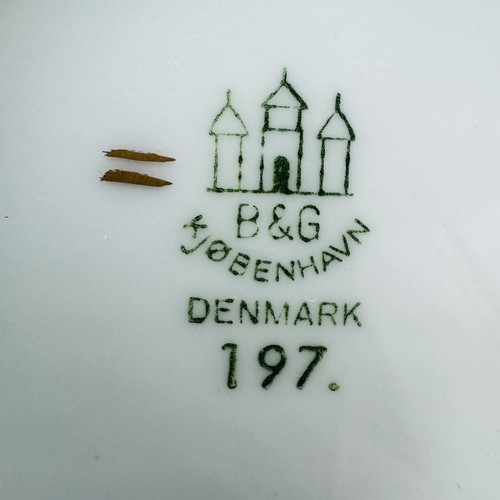 B&G
KJØBENHAVN
DENMARK
197.